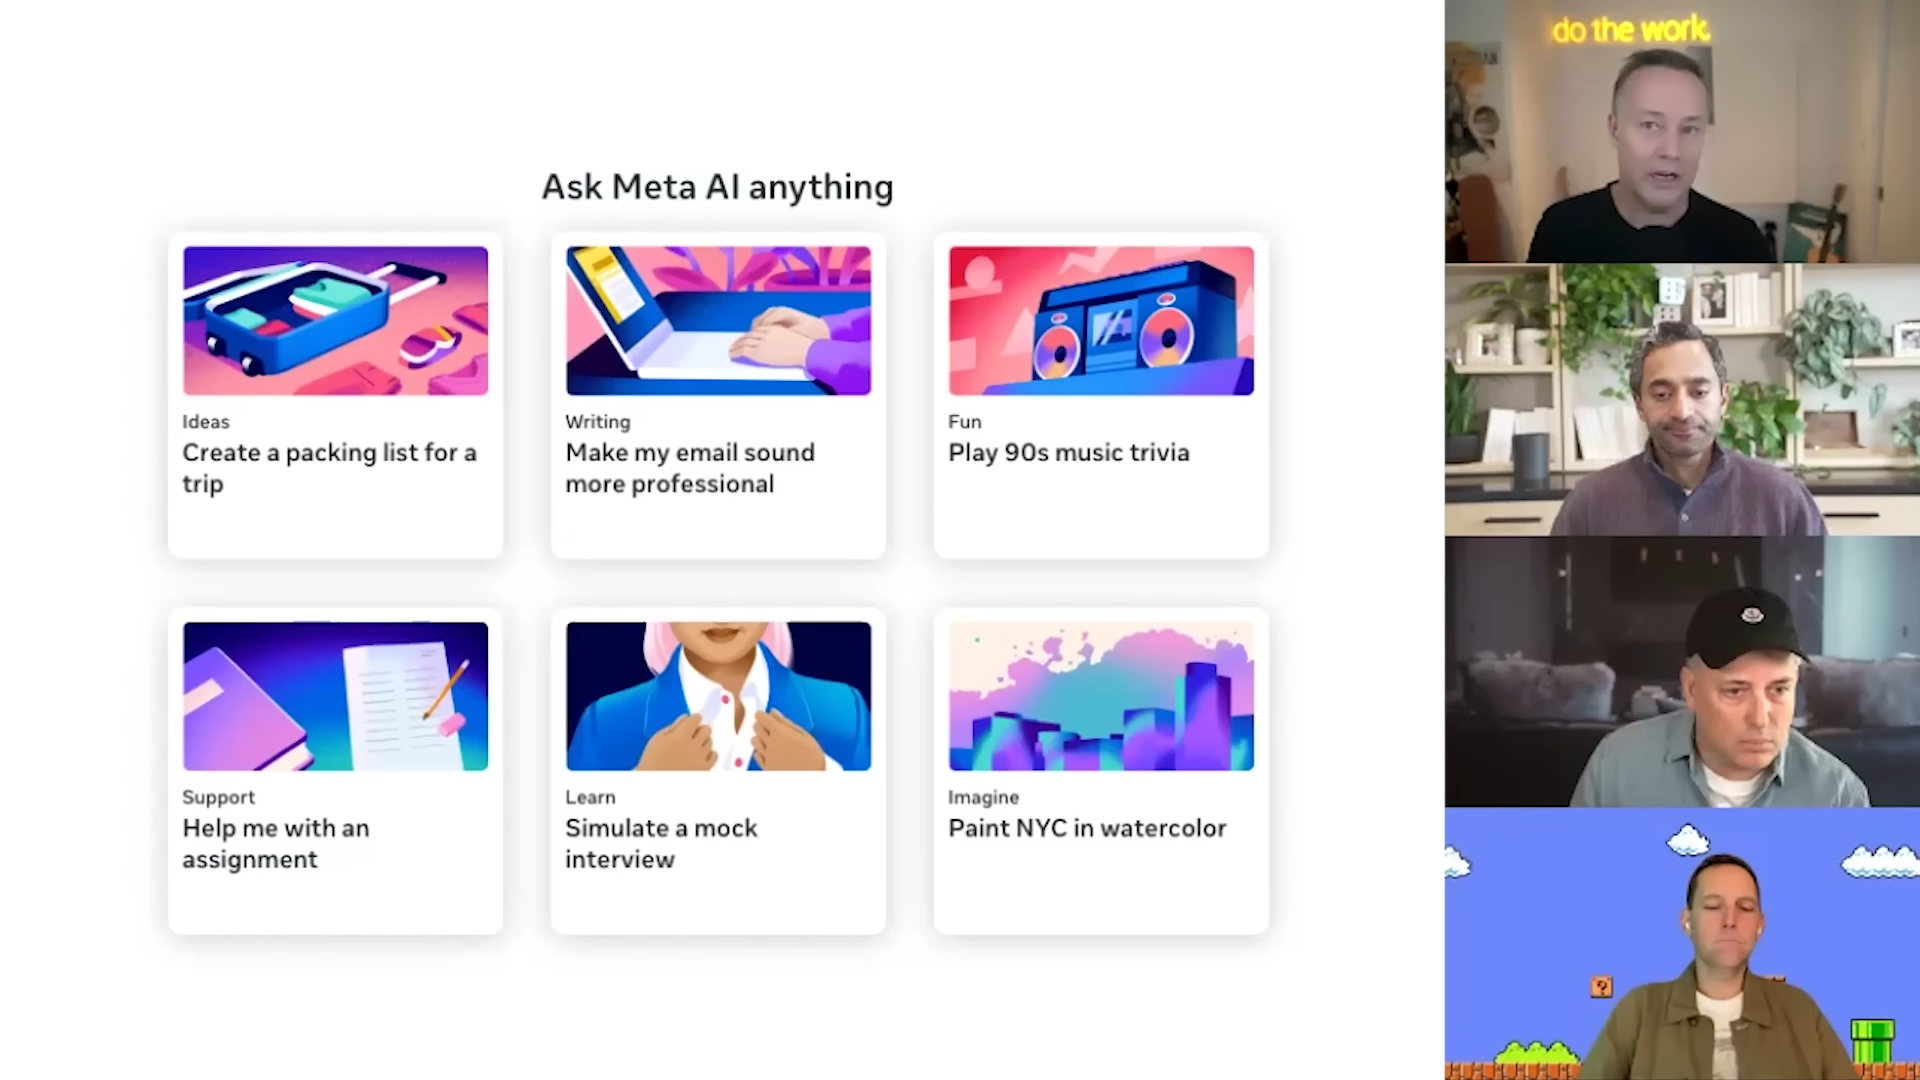 do the work.
Ask Meta AI anything
Ideas
Create a packing list for a
trip
Writing
Make my email sound
more professional
Fun
Play 90s music trivia
Support
Help me with an
assignment
Learn
Simulate a mock
interview
Imagine
Paint NYC in watercolor
?